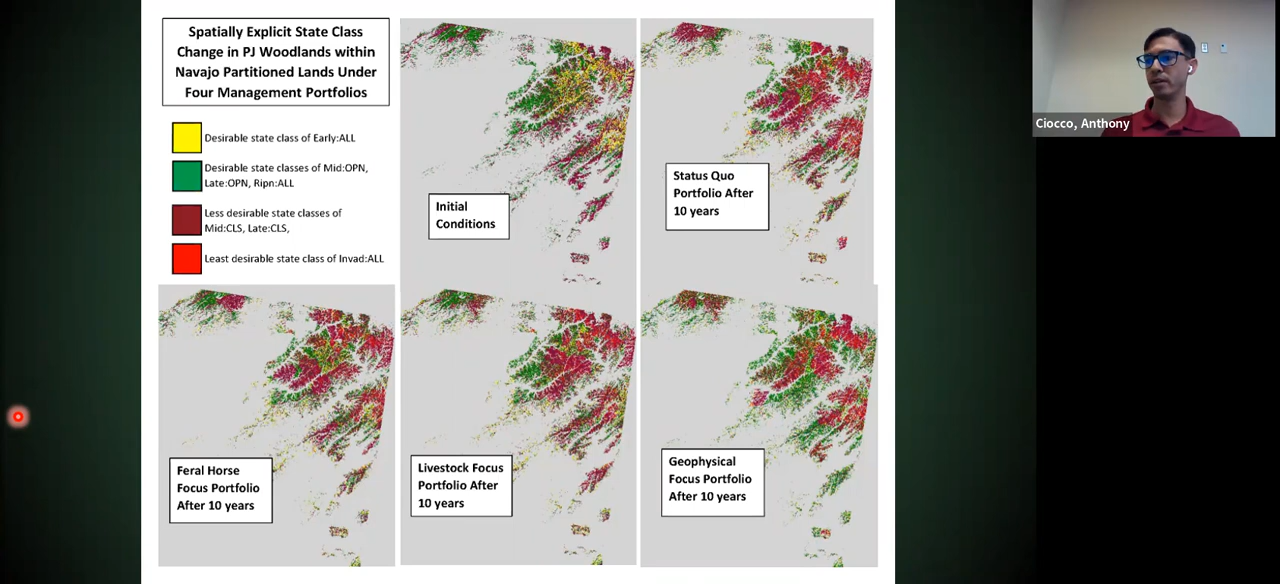 Spatially Explicit State Class
Change in PJ Woodlands within
Navajo Partitioned Lands Under
Four Management Portfolios
Desirable state class of Early:ALL
Desirable state classes of Mid:OPN,
Late:OPN, Ripn:ALL
Less desirable state classes of
Mid:CLS, Late:CLS,
Least desirable state class of Invad:ALL
Initial
Conditions
Status Quo
Portfolio After
10 years
Feral Horse
Focus Portfolio
After 10 years
Livestock Focus
Portfolio After
10 years
Geophysical
Focus Portfolio
After 10 years
Ciocco, Anthony